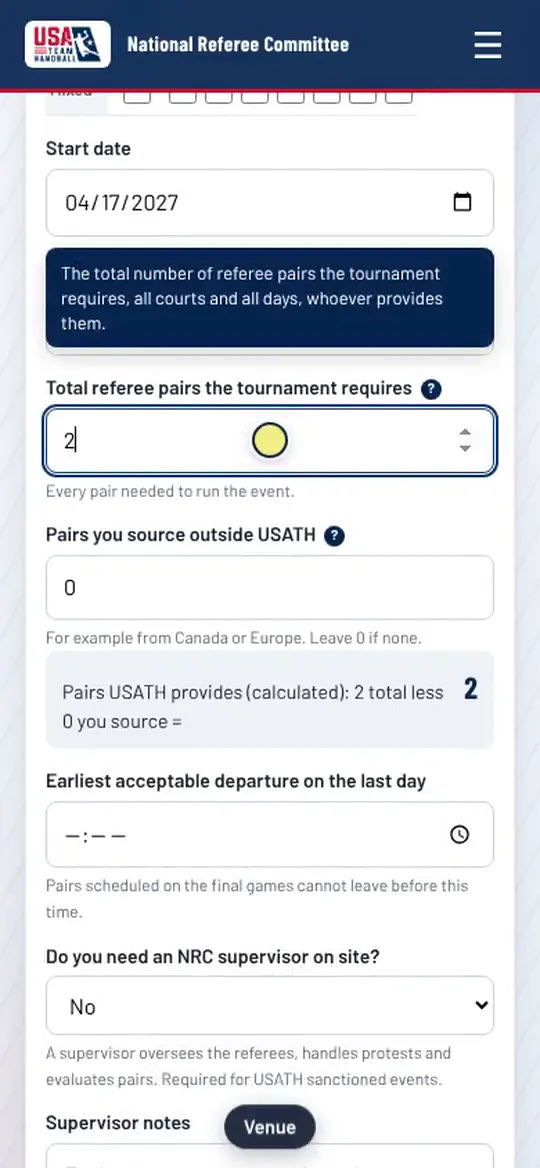 USA
TEAM
HANDBALL
National Referee Committee
Mixed
Start date
04/17/2027
The total number of referee pairs the tournament
requires, all courts and all days, whoever provides
them.
Total referee pairs the tournament requires ?
2
Every pair needed to run the event.
Pairs you source outside USATH ?
0
For example from Canada or Europe. Leave 0 if none.
Pairs USATH provides (calculated): 2 total less 2
0 you source =
Earliest acceptable departure on the last day
--:-- --
Pairs scheduled on the final games cannot leave before this
time.
Do you need an NRC supervisor on site?
No
A supervisor oversees the referees, handles protests and
evaluates pairs. Required for USATH sanctioned events.
Supervisor notes
Venue